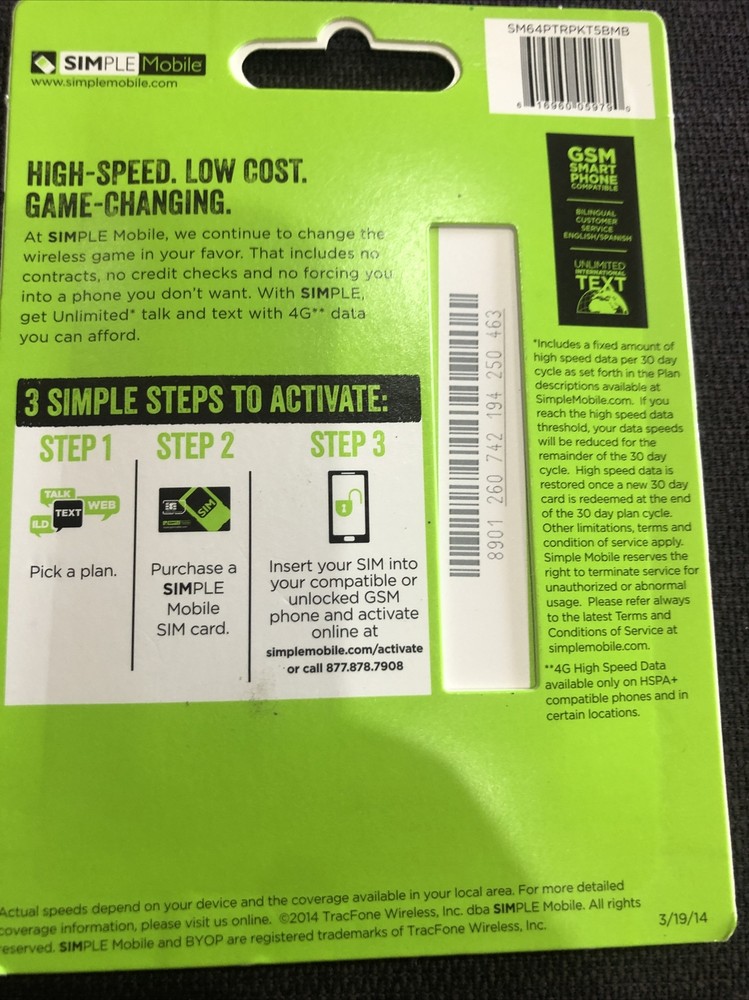 SIMPLE Mobile
www.simplemobile.com
SM64PTRPKT5BMB
6 16960 05979 0
HIGH-SPEED. LOW COST.
GAME-CHANGING.
At SIMPLE Mobile, we continue to change the
wireless game in your favor. That includes no
contracts, no credit checks and no forcing you
into a phone you don't want. With SIMPLE,
get Unlimited* talk and text with 4G** data
you can afford.
3 SIMPLE STEPS TO ACTIVATE:
STEP 1
TALK
TEXT
WEB
ILD
Pick a plan.
STEP 2
SIM
Purchase a
SIMPLE
Mobile
SIM card.
STEP 3
Insert your SIM into
your compatible or
unlocked GSM
phone and activate
online at
simplemobile.com/activate
or call 877.878.7908
8901 260 742 194 250 463
GSM
SMART
PHONE
COMPATIBLE
BILINGUAL
CUSTOMER
SERVICE
ENGLISH/SPANISH
UNLIMITED
INTERNATIONAL
TEXT
*Includes a fixed amount of
high speed data per 30 day
cycle as set forth in the Plan
descriptions available at
SimpleMobile.com. If you
reach the high speed data
threshold, your data speeds
will be reduced for the
remainder of the 30 day
cycle. High speed data is
restored once a new 30 day
card is redeemed at the end
of the 30 day plan cycle.
Other limitations, terms and
condition of service apply.
Simple Mobile reserves the
right to terminate service for
unauthorized or abnormal
usage. Please refer always
to the latest Terms and
Conditions of Service at
simplemobile.com.
**4G High Speed Data
available only on HSPA+
compatible phones and in
certain locations.
Actual speeds depend on your device and the coverage available in your local area. For more detailed
coverage information, please visit us online. ©2014 TracFone Wireless, Inc. dba SIMPLE Mobile. All rights
reserved. SIMPLE Mobile and BYOP are registered trademarks of TracFone Wireless, Inc.
3/19/14